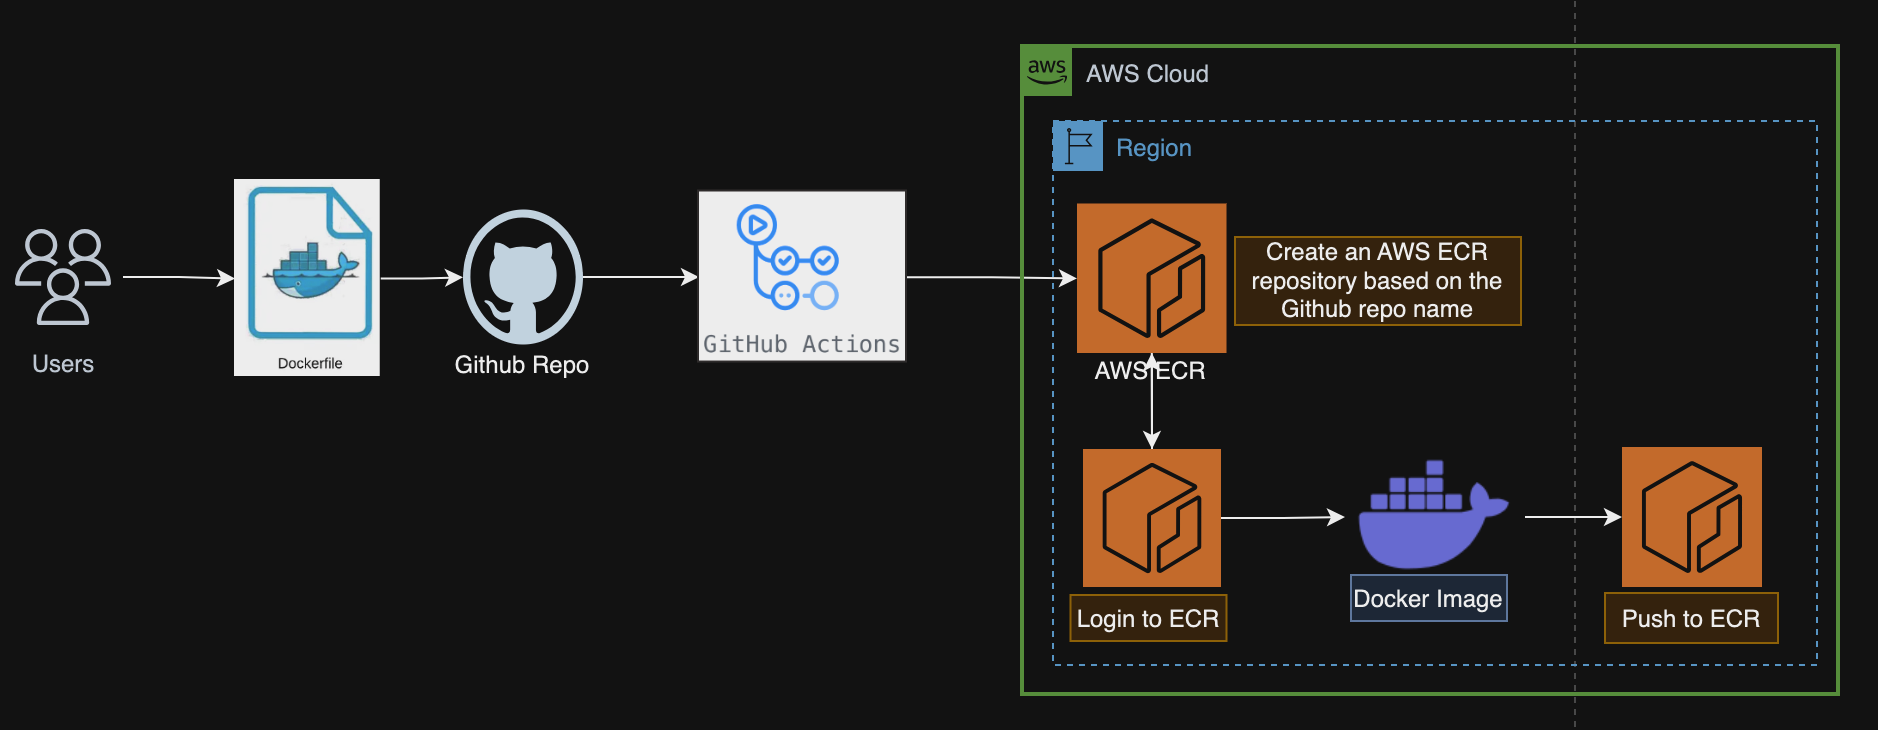 aws
AWS Cloud
Region
Users
Dockerfile
Github Repo
GitHub Actions
AWS ECR
Create an AWS ECR
repository based on the
Github repo name
Login to ECR
Docker Image
Push to ECR